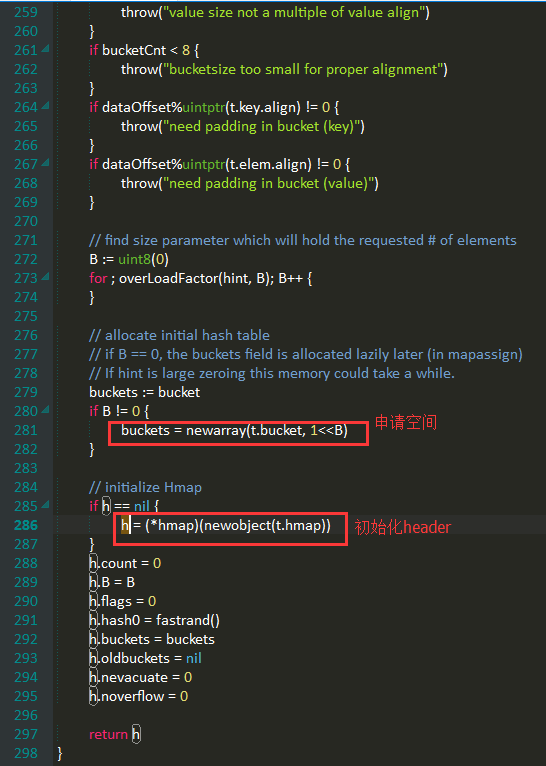 259 throw("value size not a multiple of value align")
260 }
261 if bucketCnt < 8 {
262 throw("bucketsize too small for proper alignment")
263 }
264 if dataOffset%uintptr(t.key.align) != 0 {
265 throw("need padding in bucket (key)")
266 }
267 if dataOffset%uintptr(t.elem.align) != 0 {
268 throw("need padding in bucket (value)")
269 }
270
271 // find size parameter which will hold the requested # of elements
272 B := uint8(0)
273 for ; overLoadFactor(hint, B); B++ {
274 }
275
276 // allocate initial hash table
277 // if B == 0, the buckets field is allocated lazily later (in mapassign)
278 // If hint is large zeroing this memory could take a while.
279 buckets := bucket
280 if B != 0 {
281 buckets = newarray(t.bucket, 1<<B) 申请空间
282 }
283
284 // initialize Hmap
285 if h == nil {
286 h = (*hmap)(newobject(t.hmap)) 初始化header
287 }
288 h.count = 0
289 h.B = B
290 h.flags = 0
291 h.hash0 = fastrand()
292 h.buckets = buckets
293 h.oldbuckets = nil
294 h.nevacuate = 0
295 h.noverflow = 0
296
297 return h
298 }